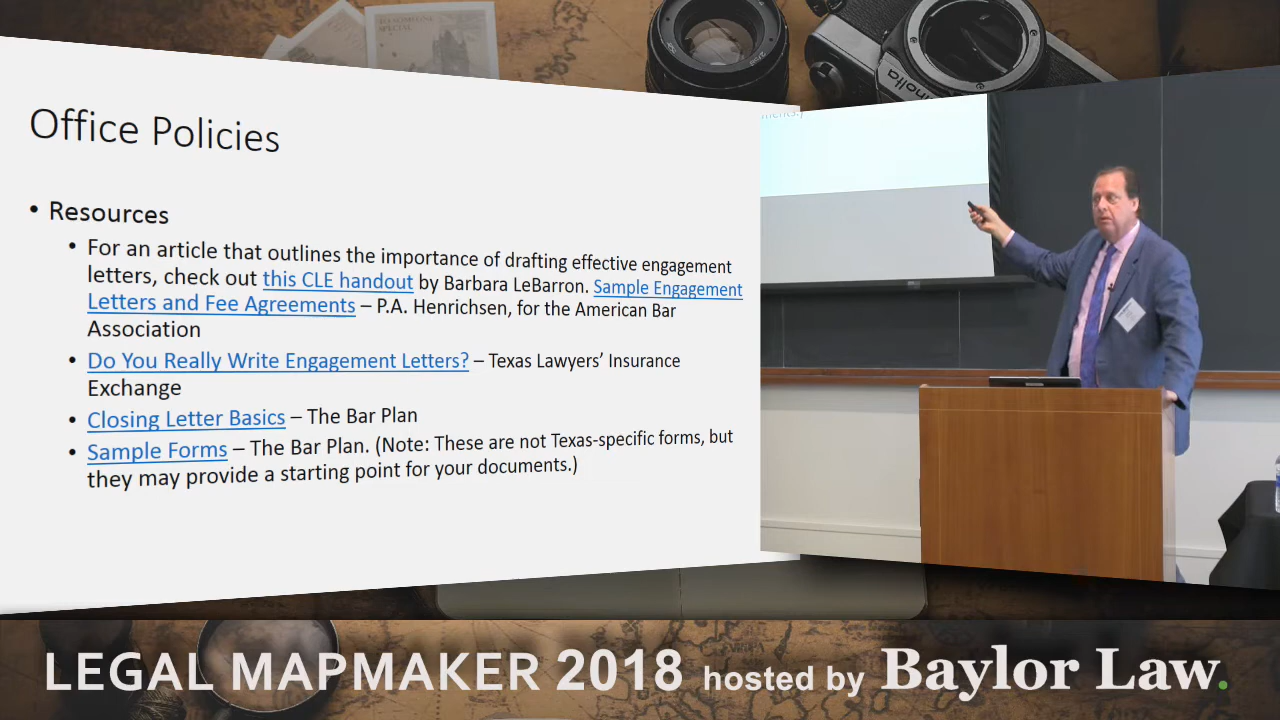 TO SOMEONE
SPECIAL
minolta
Office Policies
• Resources
• For an article that outlines the importance of drafting effective engagement
letters, check out this CLE handout by Barbara LeBarron. Sample Engagement
Letters and Fee Agreements – P.A. Henrichsen, for the American Bar
Association
• Do You Really Write Engagement Letters? – Texas Lawyers’ Insurance
Exchange
• Closing Letter Basics – The Bar Plan
• Sample Forms – The Bar Plan. (Note: These are not Texas-specific forms, but
they may provide a starting point for your documents.)
LEGAL MAPMAKER 2018 hosted by Baylor Law.